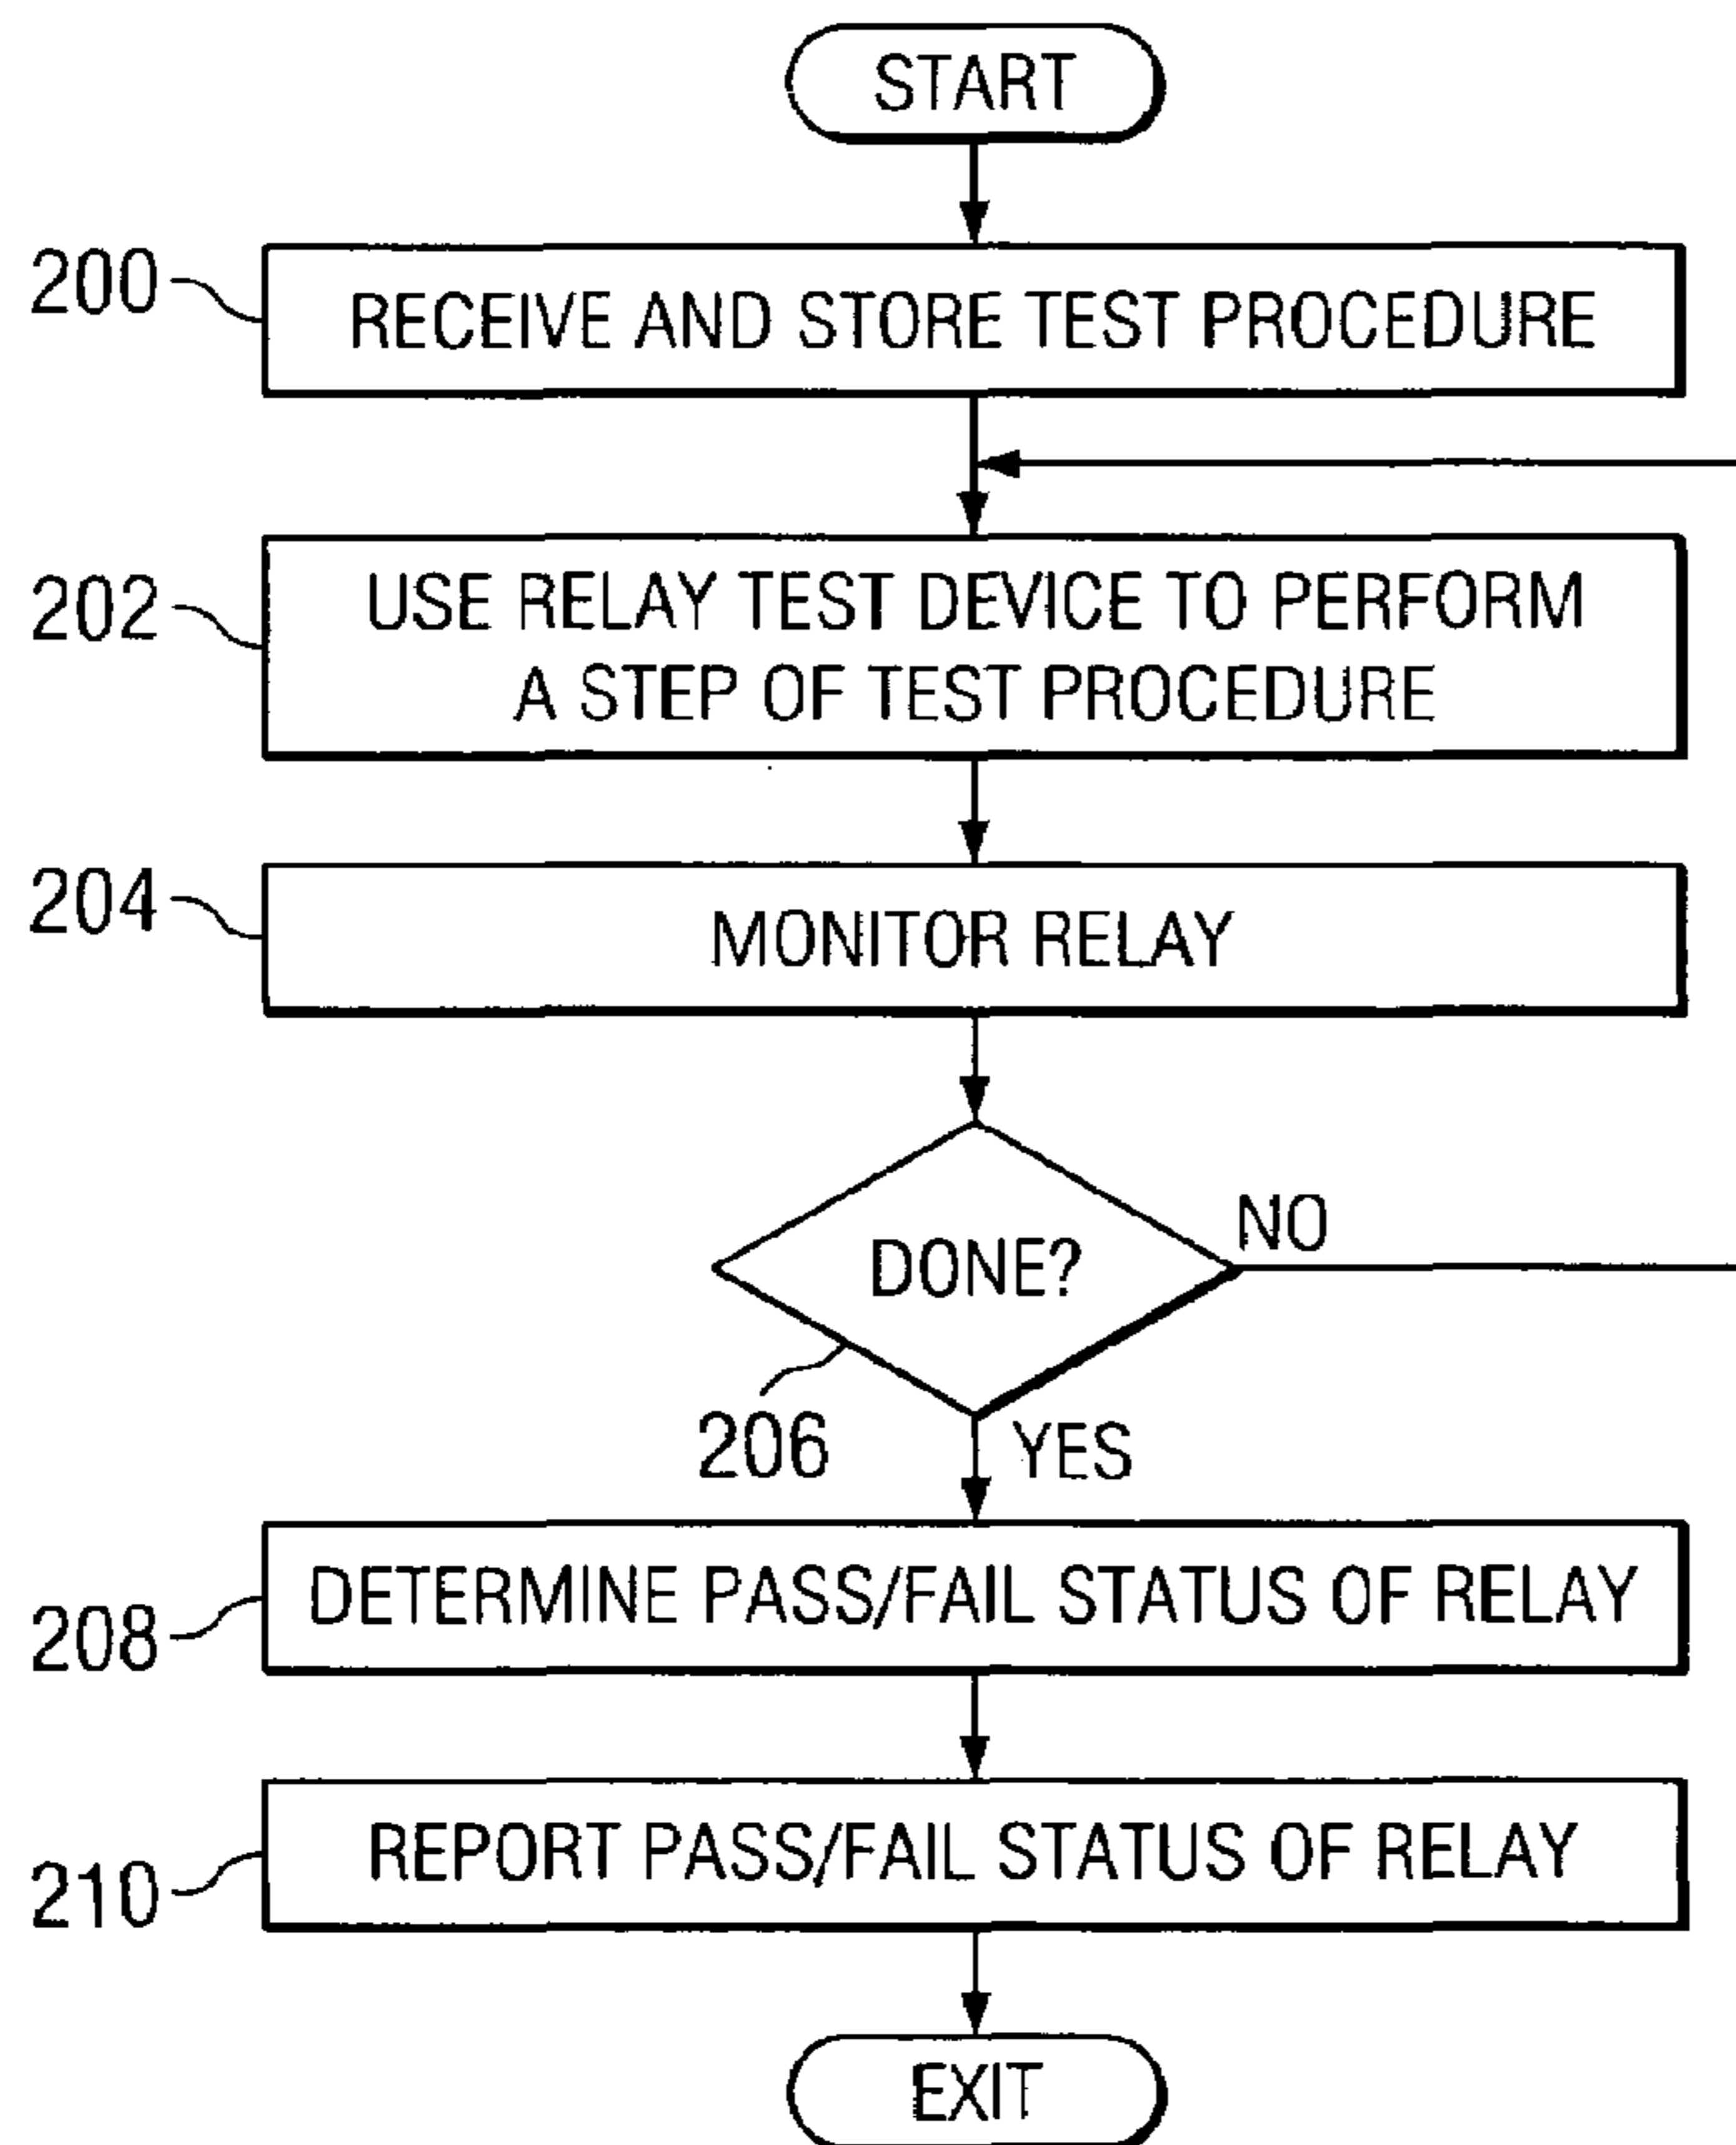 START
200
RECEIVE AND STORE TEST PROCEDURE
202
USE RELAY TEST DEVICE TO PERFORM
A STEP OF TEST PROCEDURE
204
MONITOR RELAY
DONE?
NO
206
YES
208
DETERMINE PASS/FAIL STATUS OF RELAY
210
REPORT PASS/FAIL STATUS OF RELAY
EXIT